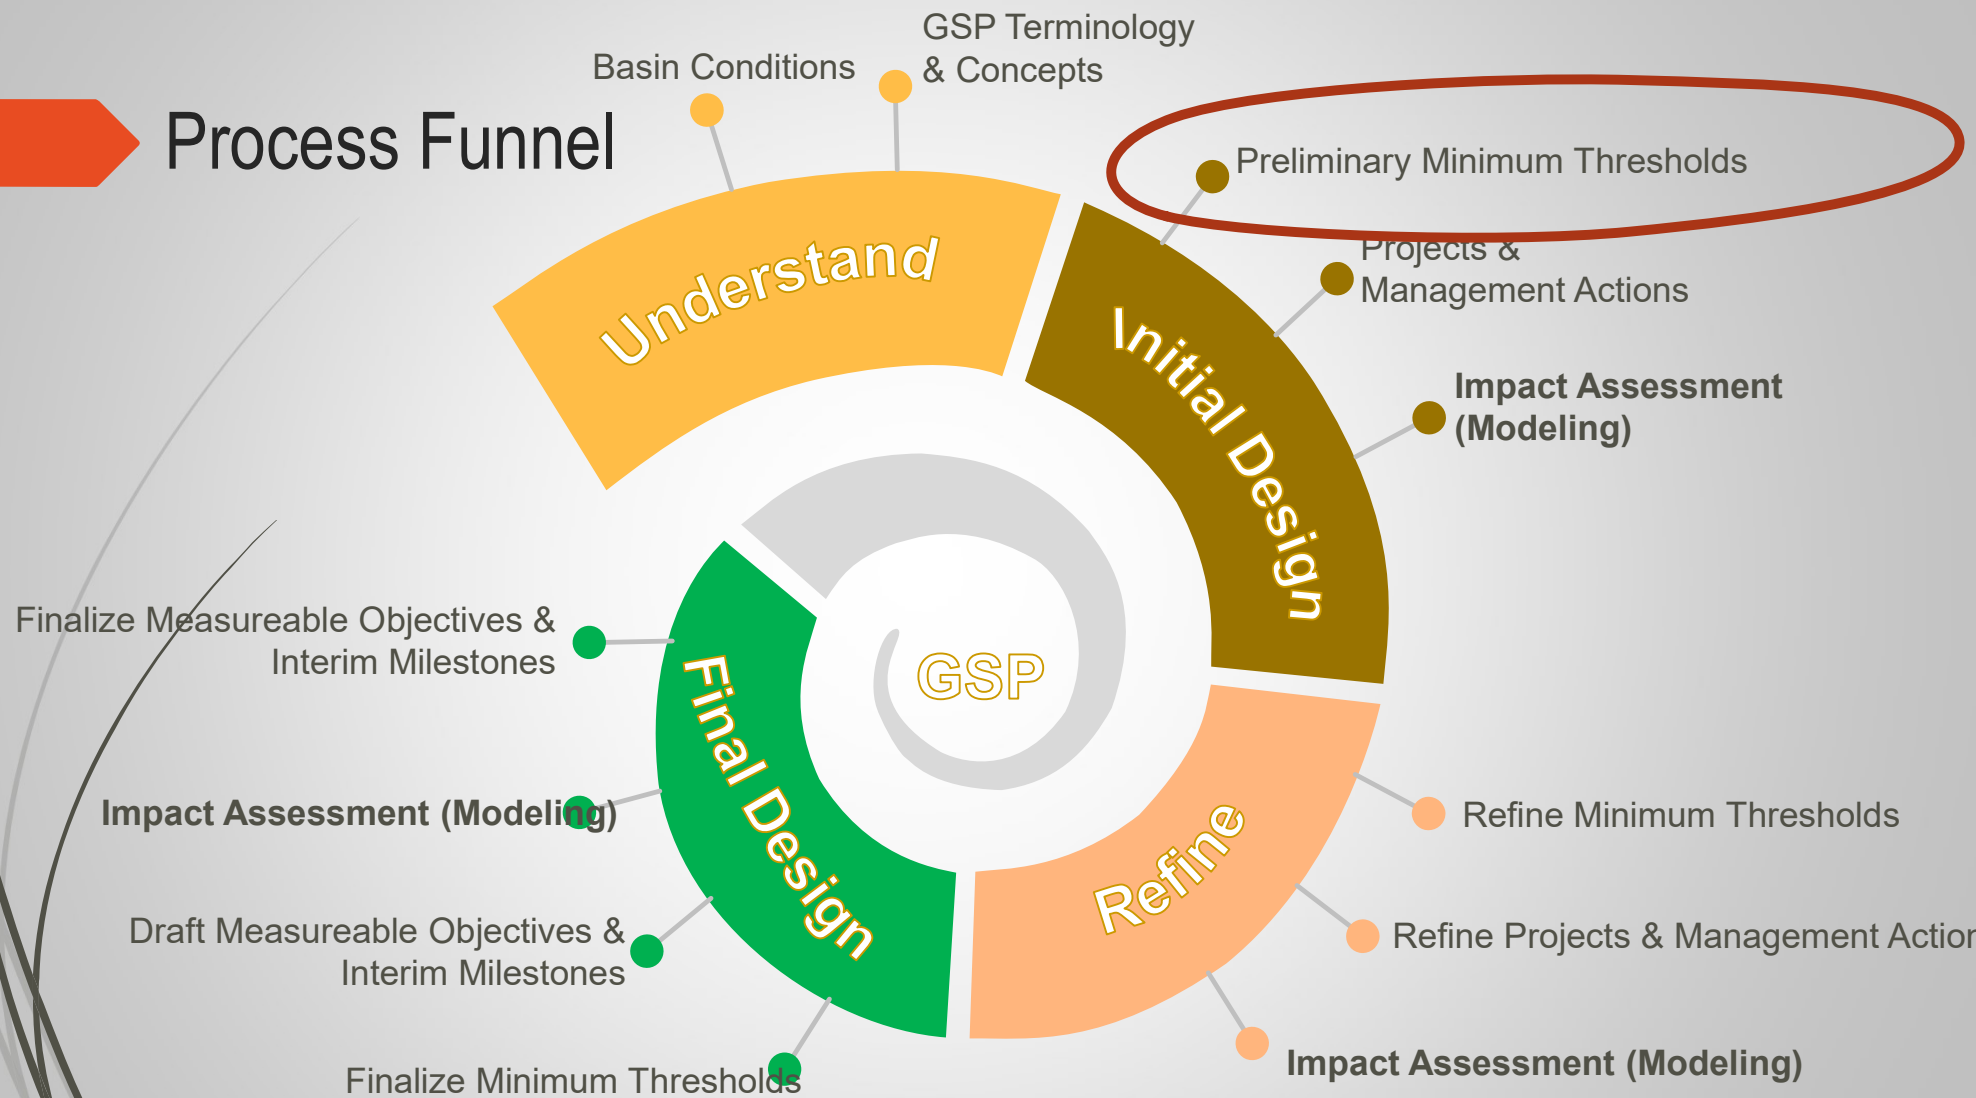 Process Funnel
Basin Conditions
GSP Terminology
& Concepts
Understand
Preliminary Minimum Thresholds
Projects &
Management Actions
Impact Assessment
(Modeling)
Initial Design
Refine Minimum Thresholds
Refine Projects & Management
Impact Assessment (Modeling)
Refine
Finalize Minimum Thresholds
Draft Measureable Objectives &
Interim Milestones
Impact Assessment (Modeling)
Finalize Measureable Objectives &
Interim Milestones
Final Design
GSP